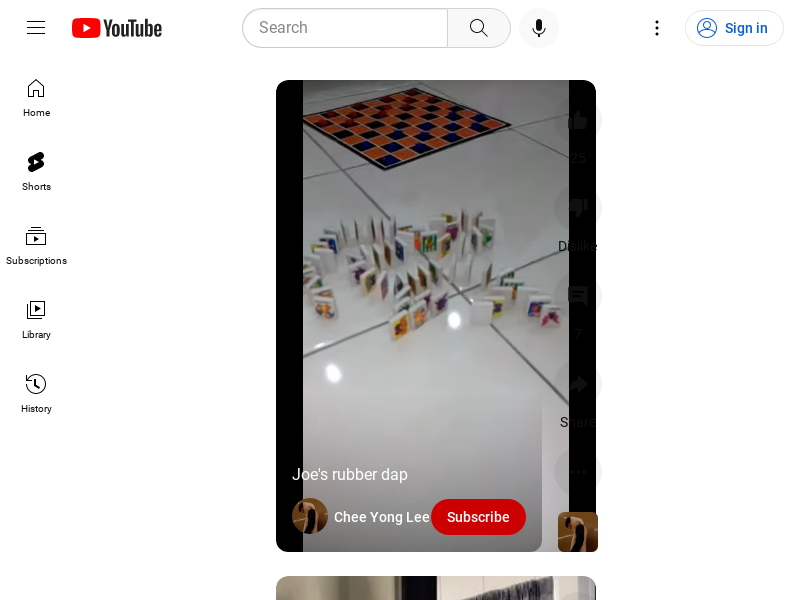 YouTube
Search
Sign in
Home
Shorts
Subscriptions
Library
History
25
Dislike
7
Share
Joe's rubber dap
Chee Yong Lee
Subscribe